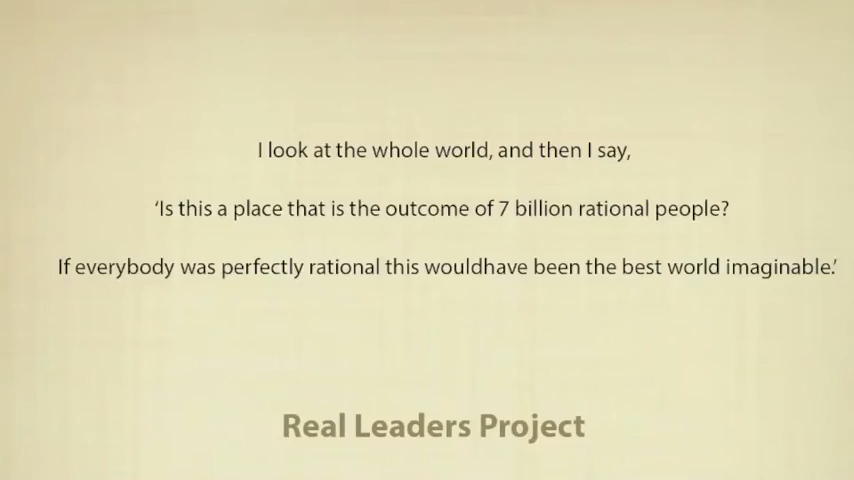 I look at the whole world, and then I say,
‘Is this a place that is the outcome of 7 billion rational people?
If everybody was perfectly rational this wouldhave been the best world imaginable.’
Real Leaders Project